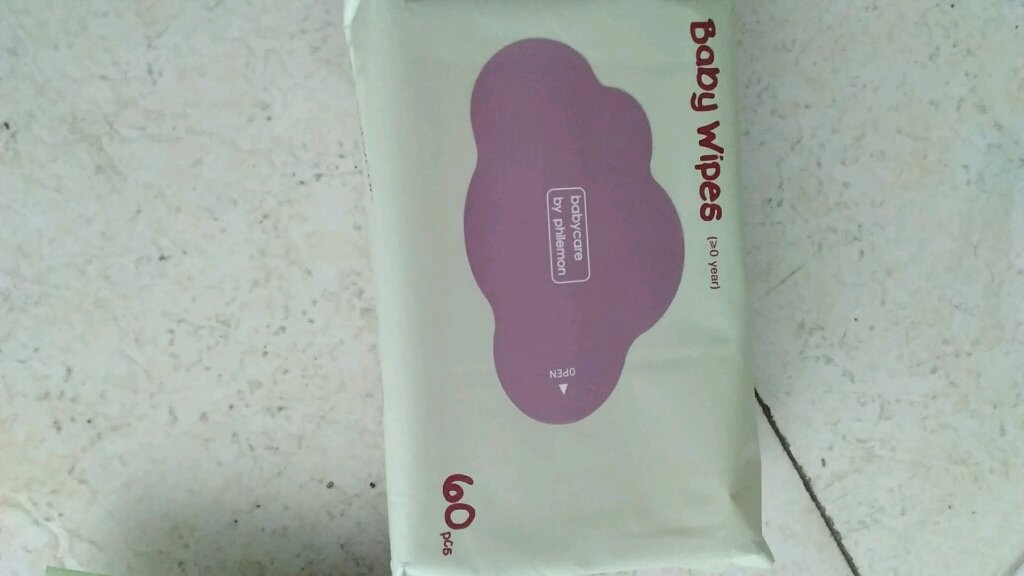 Baby Wipes (≥0 year)
babycare
by philemon
OPEN
60 pcs